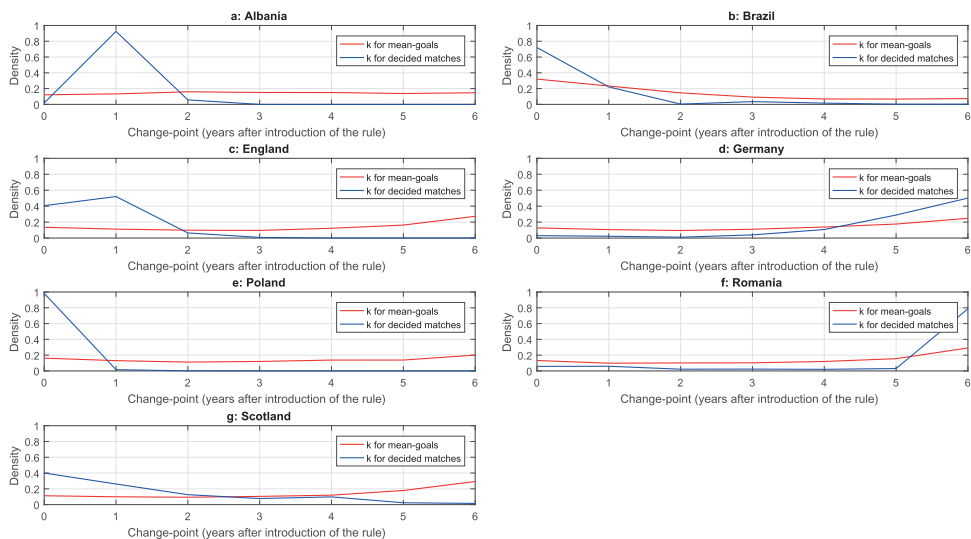 a: Albania
1
0.8
0.6
0.4
0.2
0
Density
k for mean-goals
k for decided matches
0 1 2 3 4 5 6
Change-point (years after introduction of the rule)
b: Brazil
1
0.8
0.6
0.4
0.2
0
Density
k for mean-goals
k for decided matches
0 1 2 3 4 5 6
Change-point (years after introduction of the rule)
c: England
1
0.8
0.6
0.4
0.2
0
Density
k for mean-goals
k for decided matches
0 1 2 3 4 5 6
Change-point (years after introduction of the rule)
d: Germany
1
0.8
0.6
0.4
0.2
0
Density
k for mean-goals
k for decided matches
0 1 2 3 4 5 6
Change-point (years after introduction of the rule)
e: Poland
1
0.8
0.6
0.4
0.2
0
Density
k for mean-goals
k for decided matches
0 1 2 3 4 5 6
Change-point (years after introduction of the rule)
f: Romania
1
0.8
0.6
0.4
0.2
0
Density
k for mean-goals
k for decided matches
0 1 2 3 4 5 6
Change-point (years after introduction of the rule)
g: Scotland
1
0.8
0.6
0.4
0.2
0
Density
k for mean-goals
k for decided matches
0 1 2 3 4 5 6
Change-point (years after introduction of the rule)